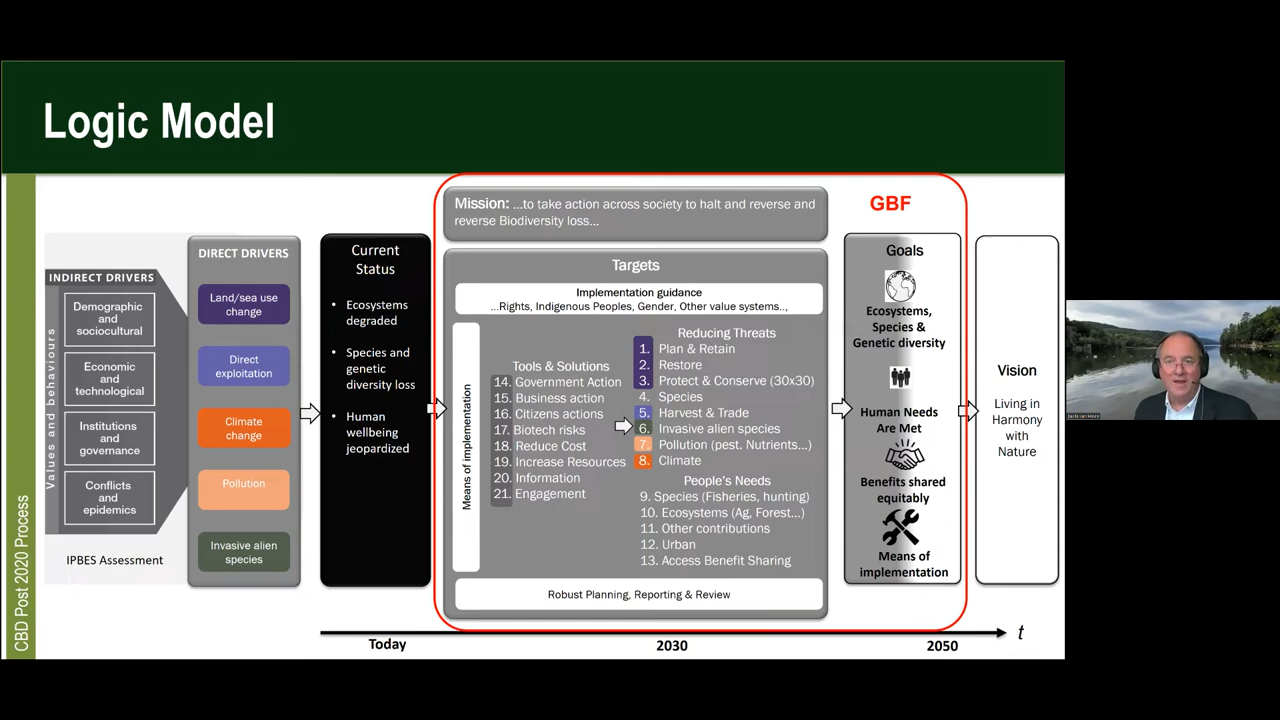 Logic Model
CBD Post 2020 Process
Values and behaviours
INDIRECT DRIVERS
Demographic
and
sociocultural
Economic
and
technological
Institutions
and
governance
Conflicts
and
epidemics
IPBES Assessment
DIRECT DRIVERS
Land/sea use
change
Direct
exploitation
Climate
change
Pollution
Invasive alien
species
Current
Status
• Ecosystems
degraded
• Species and
genetic
diversity loss
• Human
wellbeing
jeopardized
Mission: ...to take action across society to halt and reverse and
reverse Biodiversity loss...
Targets
Implementation guidance
...Rights, Indigenous Peoples, Gender, Other value systems..,
Means of implementation
Tools & Solutions
14. Government Action
15. Business action
16. Citizens actions
17. Biotech risks
18. Reduce Cost
19. Increase Resources
20. Information
21. Engagement
Reducing Threats
1. Plan & Retain
2. Restore
3. Protect & Conserve (30x30)
4. Species
5. Harvest & Trade
6. Invasive alien species
7. Pollution (pest. Nutrients...)
8. Climate
People's Needs
9. Species (Fisheries, hunting)
10. Ecosystems (Ag, Forest...)
11. Other contributions
12. Urban
13. Access Benefit Sharing
Robust Planning, Reporting & Review
GBF
Goals
Ecosystems,
Species &
Genetic diversity
Human Needs
Are Met
Benefits shared
equitably
Means of
implementation
Vision
Living in
Harmony
with
Nature
Today
2030
2050
t